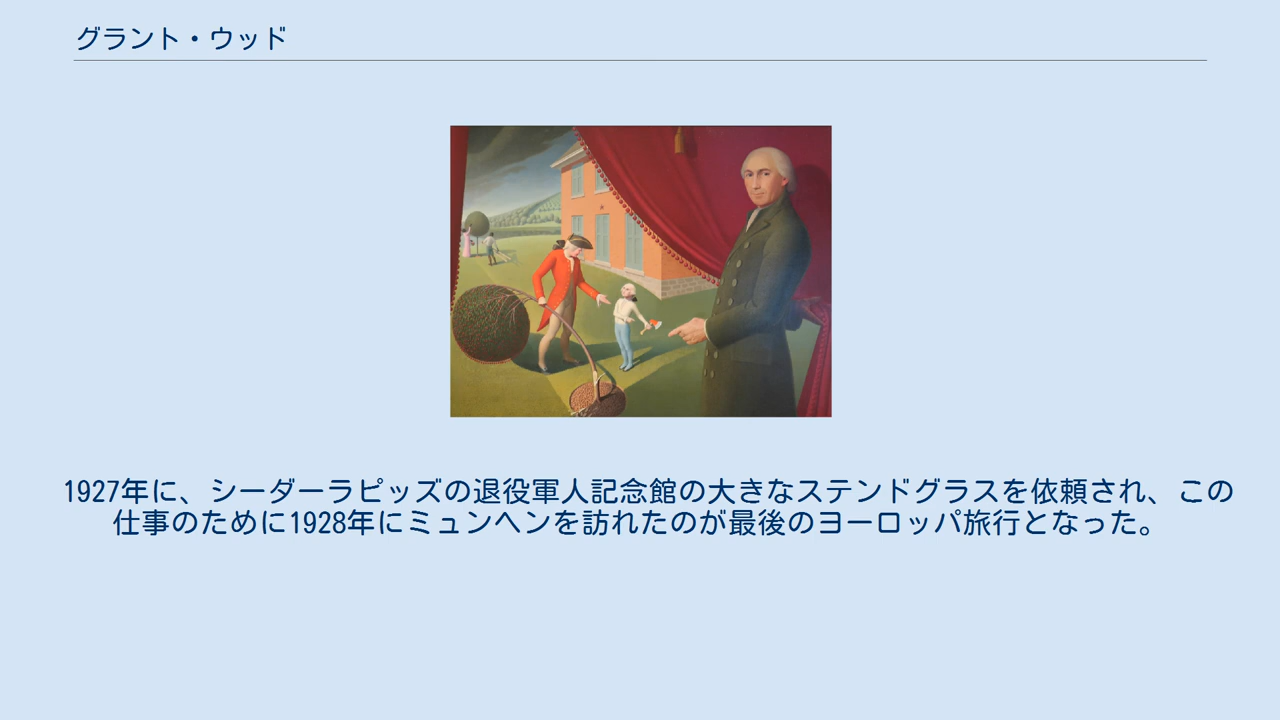 グラント・ウッド
1927年に、シーダーラピッズの退役軍人記念館の大きなステンドグラスを依頼され、この
仕事のために1928年にミュンヘンを訪れたのが最後のヨーロッパ旅行となった。